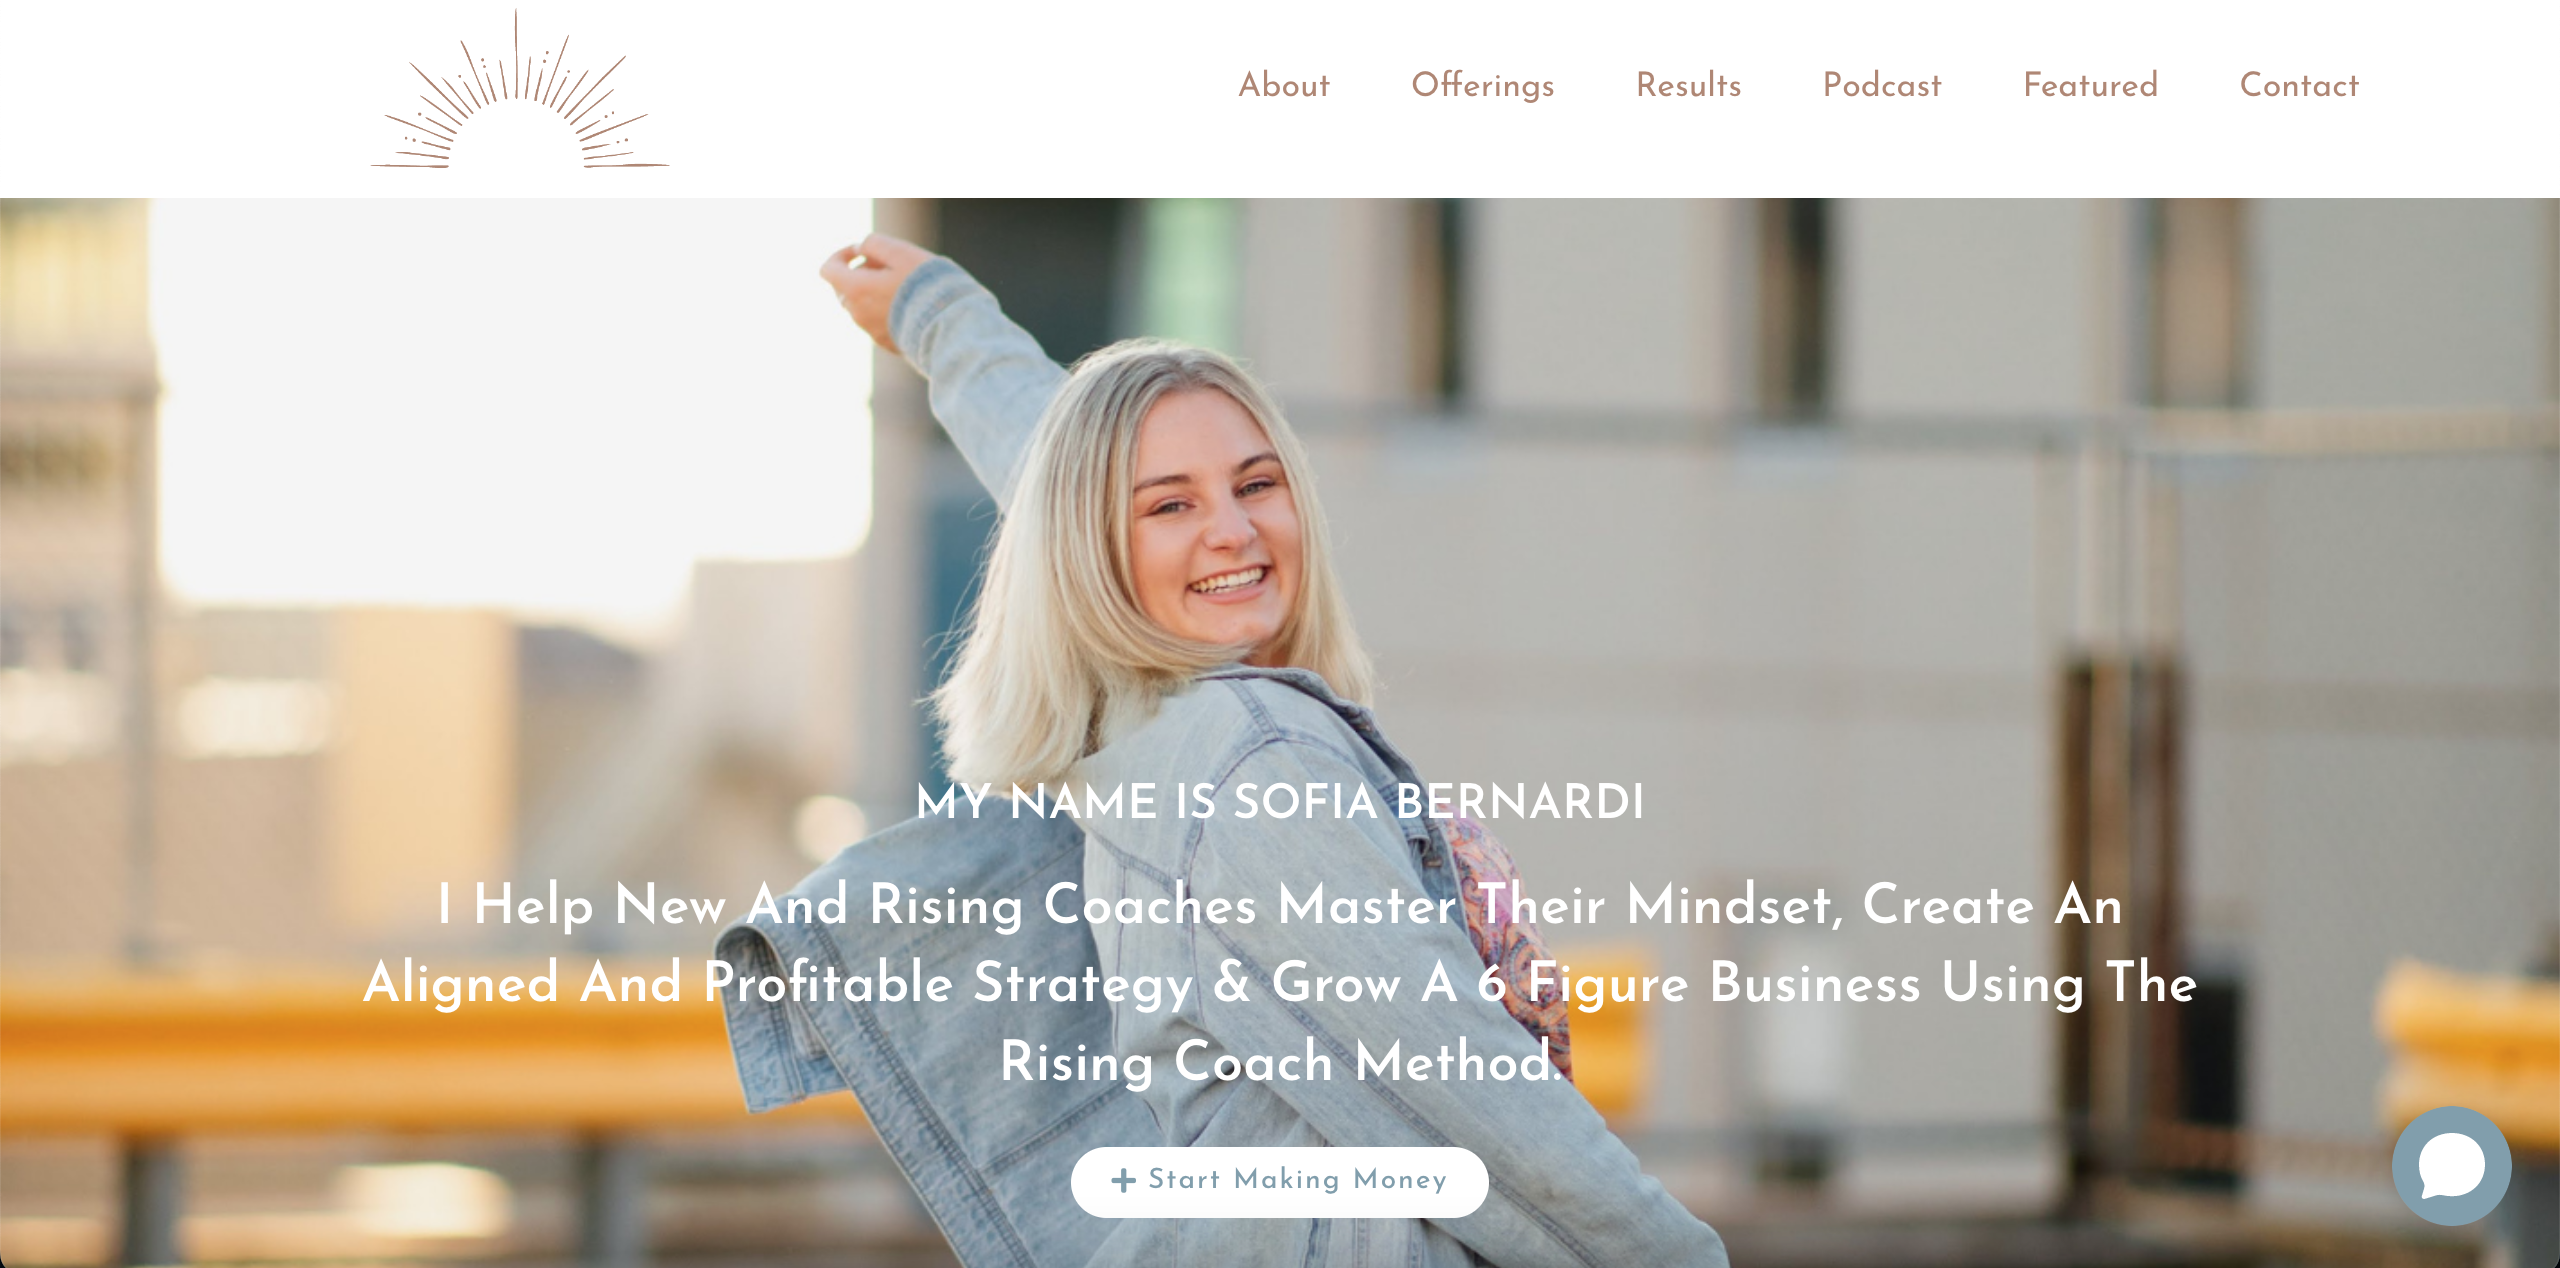 About Offerings Results Podcast Featured Contact
MY NAME IS SOFIA BERNARDI
I Help New And Rising Coaches Master Their Mindset, Create An
Aligned And Profitable Strategy & Grow A 6 Figure Business Using The
Rising Coach Method.
+ Start Making Money